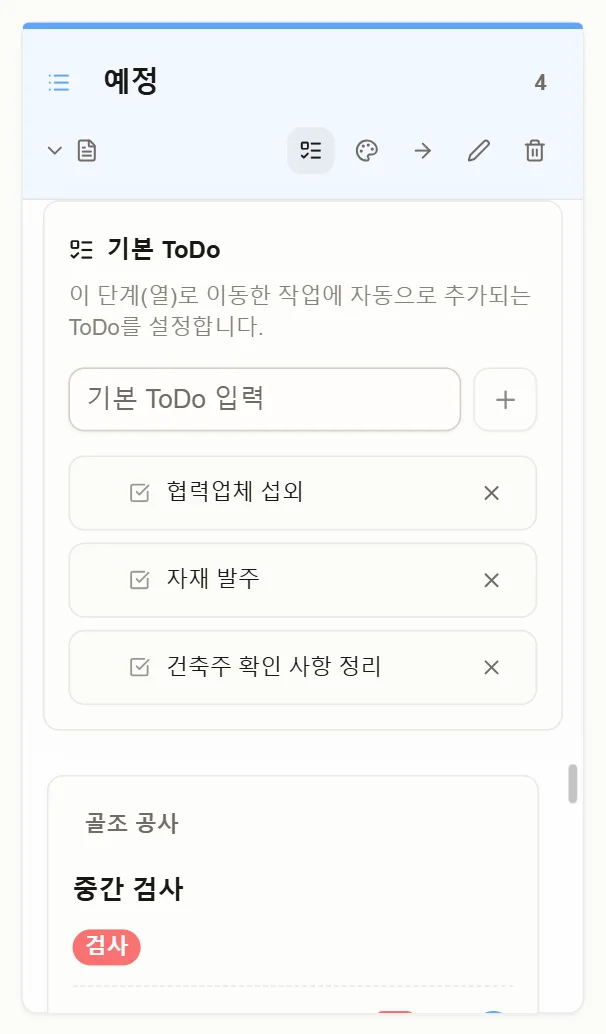 예정
4
기본 ToDo
이 단계(열)로 이동한 작업에 자동으로 추가되는
ToDo를 설정합니다.
기본 ToDo 입력
협력업체 섭외
자재 발주
건축주 확인 사항 정리
골조 공사
중간 검사
검사